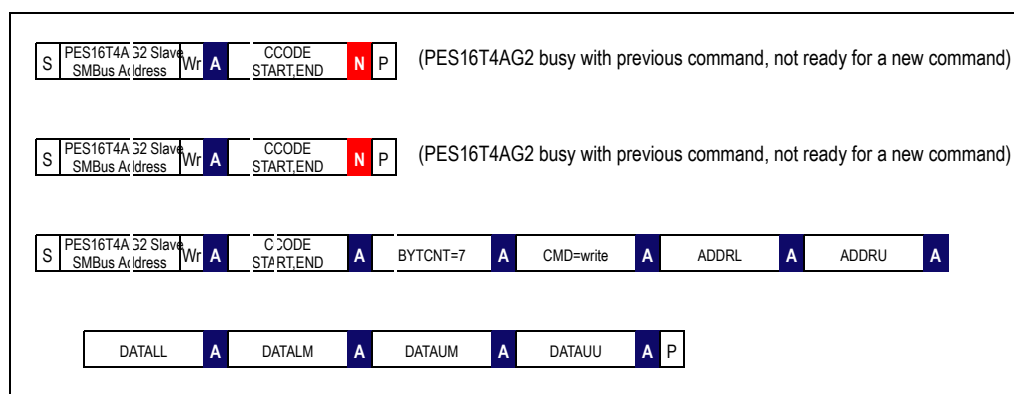 S PES16T4AG2 Slave SMBus Address Wr A CCODE START,END N P (PES16T4AG2 busy with previous command, not ready for a new command)
S PES16T4AG2 Slave SMBus Address Wr A CCODE START,END N P (PES16T4AG2 busy with previous command, not ready for a new command)
S PES16T4AG2 Slave SMBus Address Wr A CCODE START,END A BYTCNT=7 A CMD=write A ADDRL A ADDRU A
DATALL A DATALM A DATAUM A DATAUU A P